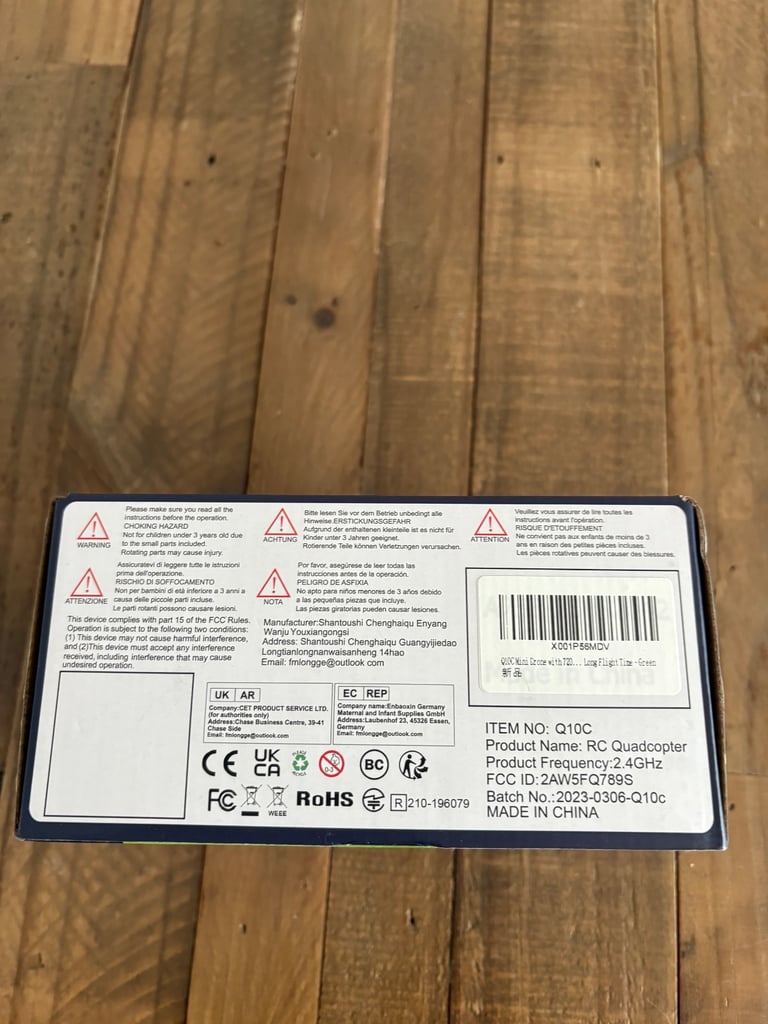 WARNING
Please make sure you read all the
instructions before the operation.
CHOKING HAZARD
Not for children under 3 years old due
to the small parts included.
Rotating parts may cause injury.
ACHTUNG
Bitte lesen Sie vor dem Betrieb unbedingt alle
Hinweise.ERSTICKUNGSGEFAHR
Aufgrund der enthaltenen kleinteile ist es nicht für
Kinder unter 3 Jahren geeignet.
Rotierende Teile können Verletzungen verursachen.
ATTENTION
Veuillez vous assurer de lire toutes les
instructions avant l'opération.
RISQUE D'ETOUFFEMENT
Ne convient pas aux enfants de moins de 3
ans en raison des petites pièces incluses.
Les pièces rotatives peuvent causer des blessures.
ATTENZIONE
Assicuratevi di leggere tutte le istruzioni
prima dell'operazione.
RISCHIO DI SOFFOCAMENTO
Non per bambini di età inferiore a 3 anni a
causa delle piccole parti incluse.
Le parti rotanti possono causare lesioni.
NOTA
Por favor, asegúrese de leer todas las
instrucciones antes de la operación.
PELIGRO DE ASFIXIA
No apto para niños menores de 3 años debido
a las pequeñas piezas que incluye.
Las piezas giratorias pueden causar lesiones.
This device complies with part 15 of the FCC Rules.
Operation is subject to the following two conditions:
(1) This device may not cause harmful interference,
and (2)This device must accept any interference
received, including interference that may cause
undesired operation.
Manufacturer:Shantoushi Chenghaiqu Enyang
Wanju Youxiangongsi
Address: Shantoushi Chenghaiqu Guangyijiedao
Longtianlongnanwaisanheng 14hao
Email: fmlongge@outlook.com
X001P56MDV
Q10C Mini Drone with 720... Long Flight Time - Green
新品
Made in China
UK AR
Company:CET PRODUCT SERVICE LTD.
(for authorities only)
Address:Chase Business Centre, 39-41
Chase Side
Email: fmlongge@outlook.com
EC REP
Company name:Enbaoxin Germany
Maternal and Infant Supplies GmbH
Address:Laubenhof 23, 45326 Essen,
Germany
Email: fmlongge@outlook.com
CE UK
CA
PLEASE
RECYCLE
0-3
BC
FC
WEEE
RoHS
R 210-196079
ITEM NO: Q10C
Product Name: RC Quadcopter
Product Frequency:2.4GHz
FCC ID:2AW5FQ789S
Batch No.:2023-0306-Q10c
MADE IN CHINA